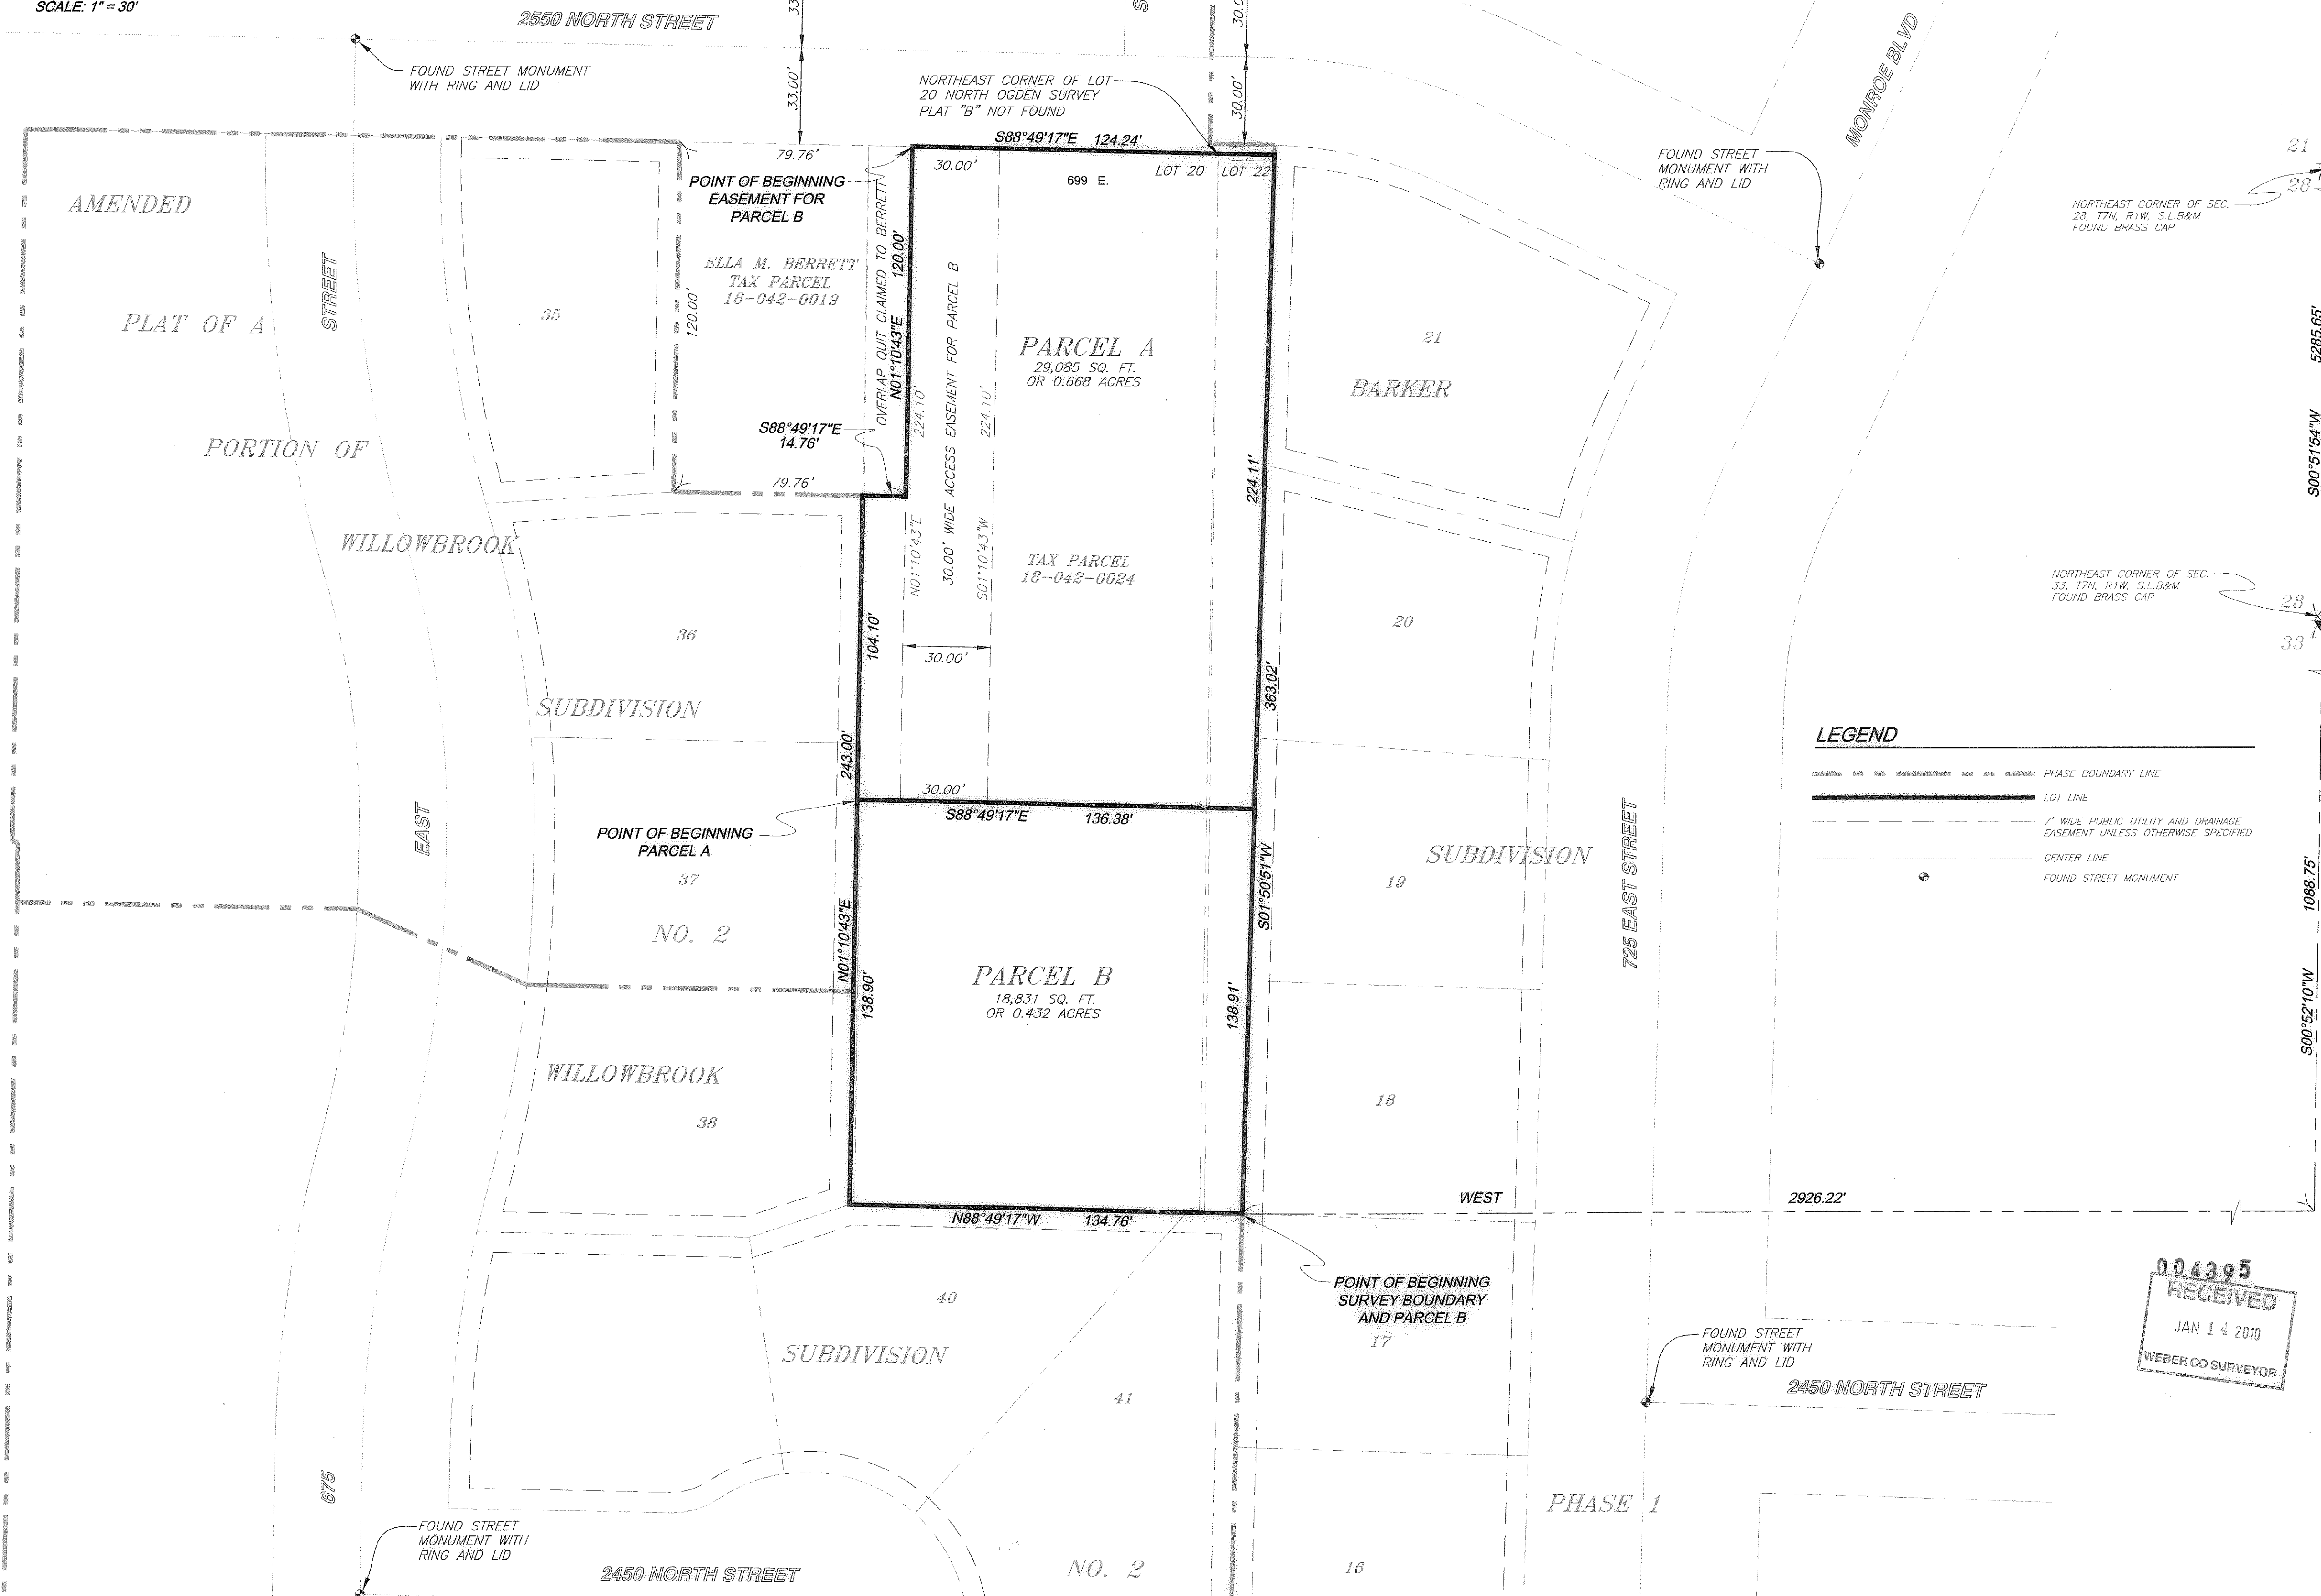 SCALE: 1" = 30'
2550 NORTH STREET
33.00'
30.00'
MONROE BLVD
FOUND STREET MONUMENT
WITH RING AND LID
NORTHEAST CORNER OF LOT
20 NORTH OGDEN SURVEY
PLAT "B" NOT FOUND
S88°49'17"E 124.24'
79.76'
30.00'
LOT 20
LOT 22
699 E.
POINT OF BEGINNING
EASEMENT FOR
PARCEL B
FOUND STREET
MONUMENT WITH
RING AND LID
21
28
NORTHEAST CORNER OF SEC.
28, T7N, R1W, S.L.B&M
FOUND BRASS CAP
AMENDED
PLAT OF A
PORTION OF
WILLOWBROOK
SUBDIVISION
NO. 2
STREET
EAST
675
35
ELLA M. BERRETT
TAX PARCEL
18-042-0019
120.00'
OVERLAP QUIT CLAIMED TO BERRETT
N01°10'43"E 120.00'
S88°49'17"E
14.76'
79.76'
224.10'
N01°10'43"E
30.00' WIDE ACCESS EASEMENT FOR PARCEL B
224.10'
S01°10'43"W
PARCEL A
29,085 SQ. FT.
OR 0.668 ACRES
TAX PARCEL
18-042-0024
224.11'
363.02'
S01°50'51"W
21
BARKER
20
SUBDIVISION
19
18
17
PHASE 1
16
725 EAST STREET
S00°51'54"W 5285.65'
NORTHEAST CORNER OF SEC.
33, T7N, R1W, S.L.B&M
FOUND BRASS CAP
28
33
36
104.10'
30.00'
243.00'
30.00'
S88°49'17"E 136.38'
POINT OF BEGINNING
PARCEL A
37
N01°10'43"E
138.90'
PARCEL B
18,831 SQ. FT.
OR 0.432 ACRES
138.91'
LEGEND
PHASE BOUNDARY LINE
LOT LINE
7' WIDE PUBLIC UTILITY AND DRAINAGE
EASEMENT UNLESS OTHERWISE SPECIFIED
CENTER LINE
FOUND STREET MONUMENT
S00°52'10"W 1088.75'
WILLOWBROOK
38
N88°49'17"W 134.76'
WEST 2926.22'
POINT OF BEGINNING
SURVEY BOUNDARY
AND PARCEL B
40
SUBDIVISION
41
NO. 2
FOUND STREET
MONUMENT WITH
RING AND LID
2450 NORTH STREET
004395
RECEIVED
JAN 14 2010
WEBER CO SURVEYOR
FOUND STREET
MONUMENT WITH
RING AND LID
2450 NORTH STREET